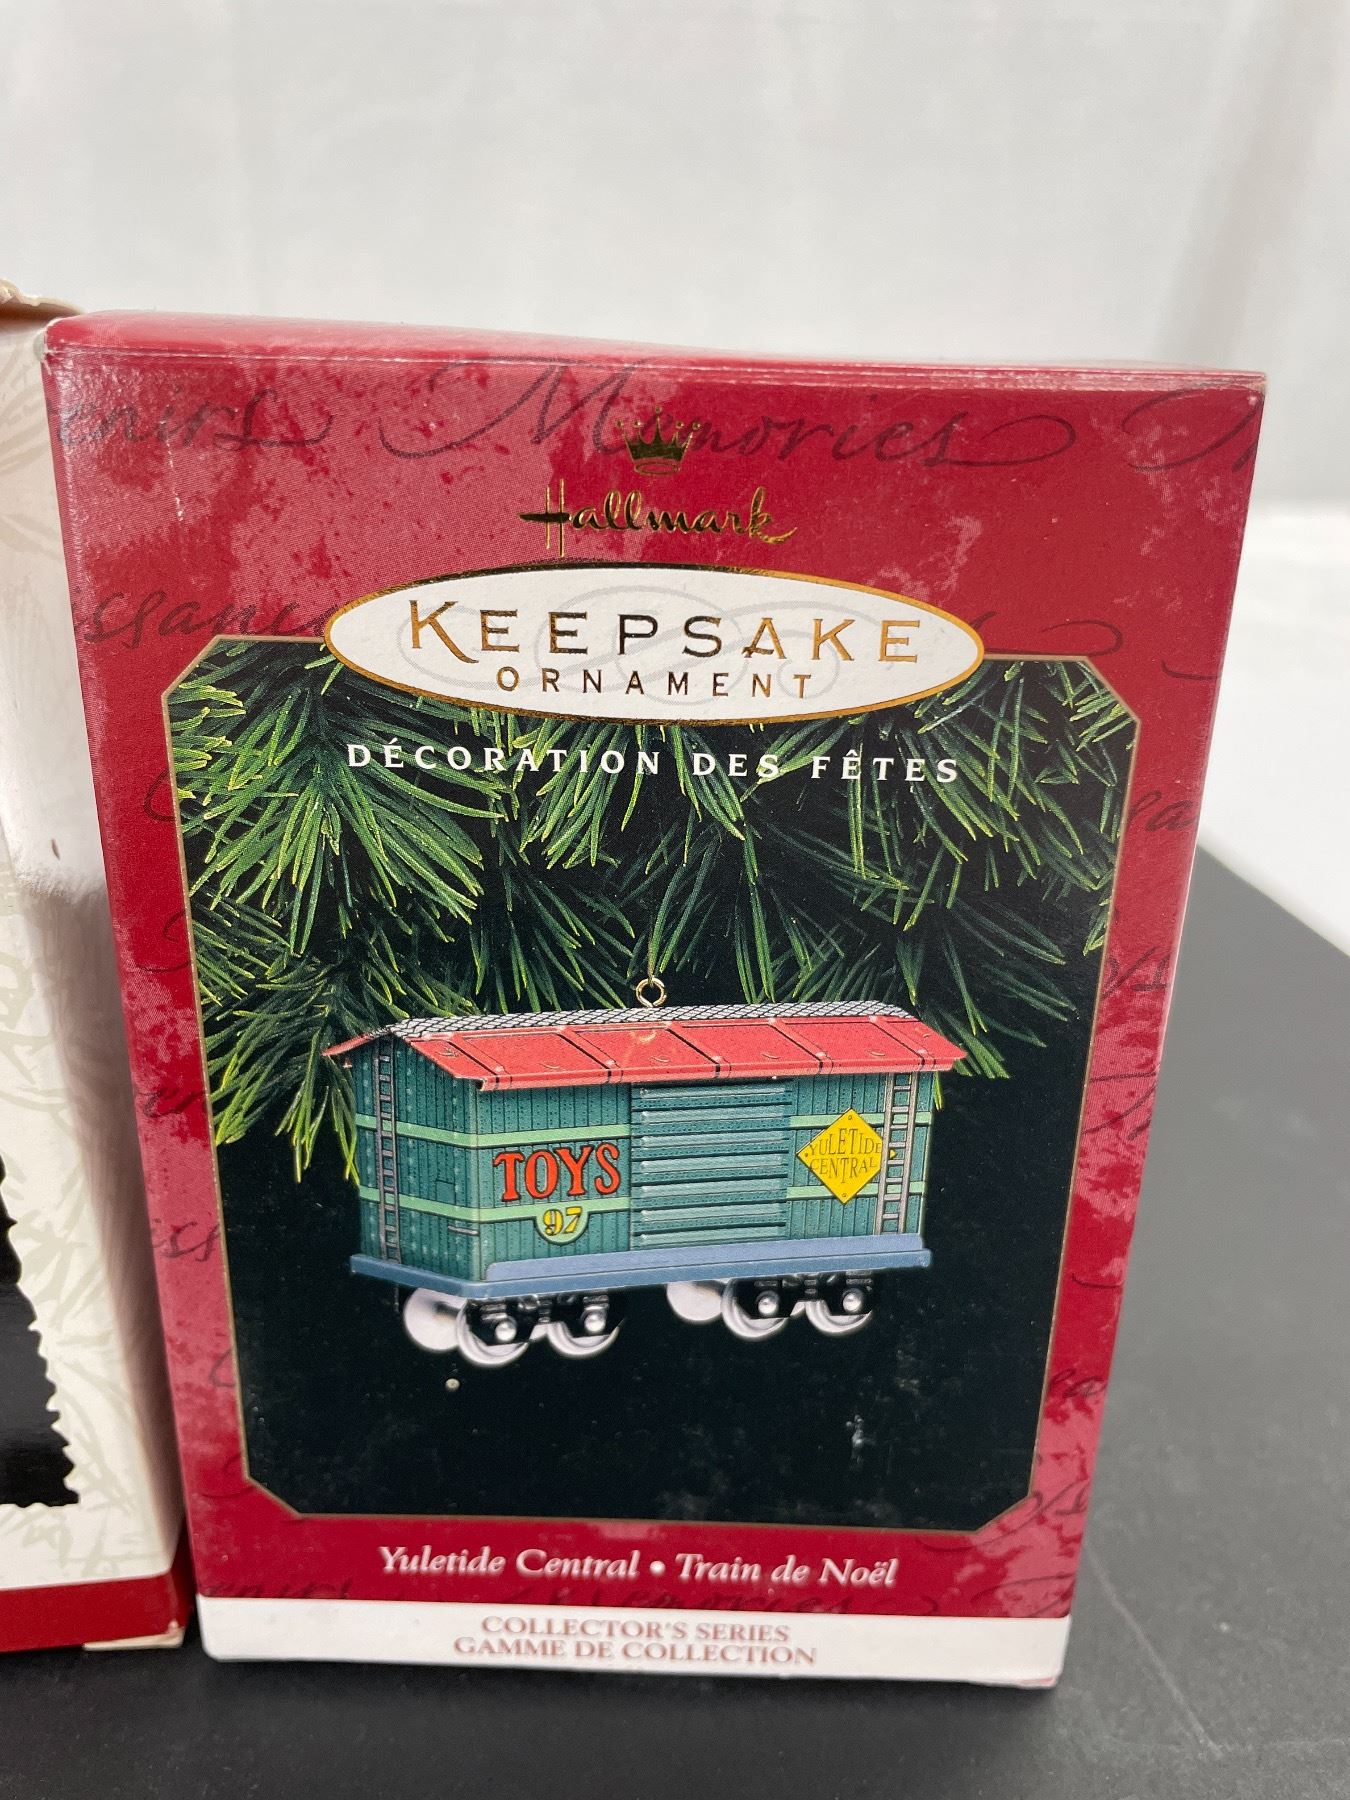 Memories
Hallmark
KEEPSAKE
ORNAMENT
DÉCORATION DES FÊTES
TOYS
97
YULETIDE
CENTRAL
Yuletide Central • Train de Noël
COLLECTOR'S SERIES
GAMME DE COLLECTION